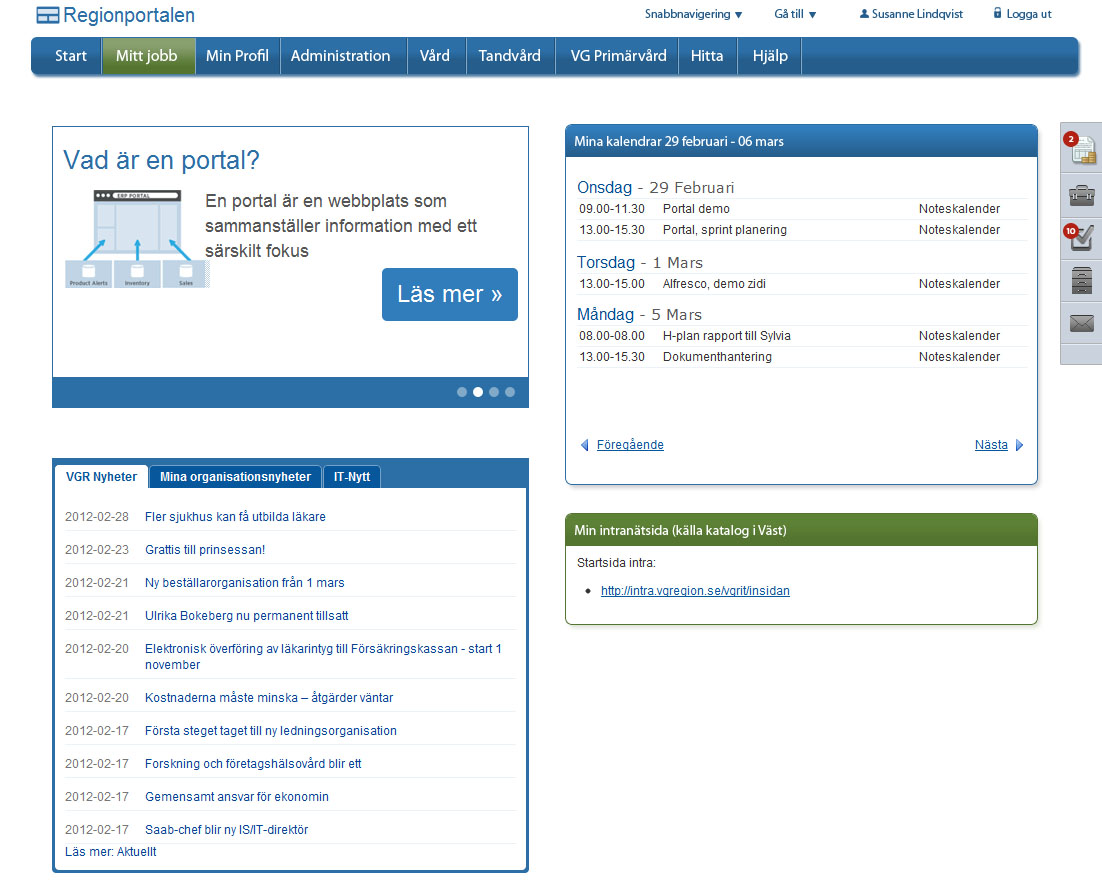 Regionportalen
Snabbnavigering
Gå till
Susanne Lindqvist
Logga ut
Start
Mitt jobb
Min Profil
Administration
Vård
Tandvård
VG Primärvård
Hitta
Hjälp
Vad är en portal?
ERP PORTAL
Product Alerts
Inventory
Sales
En portal är en webbplats som
sammanställer information med ett
särskilt fokus
Läs mer »
VGR Nyheter
Mina organisationsnyheter
IT-Nytt
2012-02-28 Fler sjukhus kan få utbilda läkare
2012-02-23 Grattis till prinsessan!
2012-02-21 Ny beställarorganisation från 1 mars
2012-02-21 Ulrika Bokeberg nu permanent tillsatt
2012-02-20 Elektronisk överföring av läkarintyg till Försäkringskassan - start 1
november
2012-02-20 Kostnaderna måste minska – åtgärder väntar
2012-02-17 Första steget taget till ny ledningsorganisation
2012-02-17 Forskning och företagshälsovård blir ett
2012-02-17 Gemensamt ansvar för ekonomin
2012-02-17 Saab-chef blir ny IS/IT-direktör
Läs mer: Aktuellt
Mina kalendrar 29 februari - 06 mars
Onsdag - 29 Februari
09.00-11.30 Portal demo Noteskalender
13.00-15.30 Portal, sprint planering Noteskalender
Torsdag - 1 Mars
13.00-15.00 Alfresco, demo zidi Noteskalender
Måndag - 5 Mars
08.00-08.00 H-plan rapport till Sylvia Noteskalender
13.00-15.30 Dokumenthantering Noteskalender
Föregående
Nästa
Min intranätsida (källa katalog i Väst)
Startsida intra:
http://intra.vgregion.se/vgrit/insidan
2
10